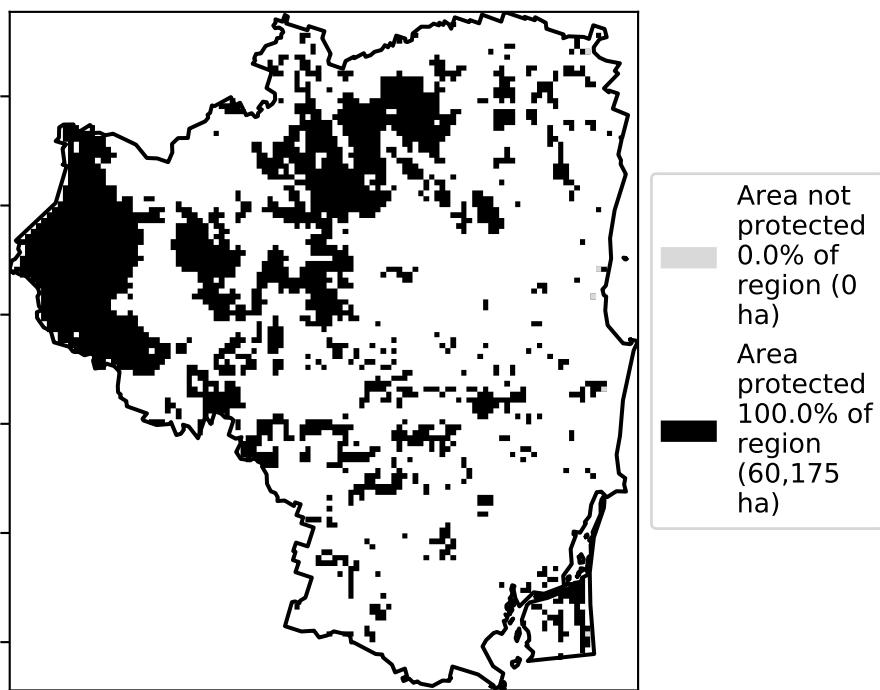 Area not
protected
0.0% of
region (0
ha)
Area
protected
100.0% of
region
(60,175
ha)